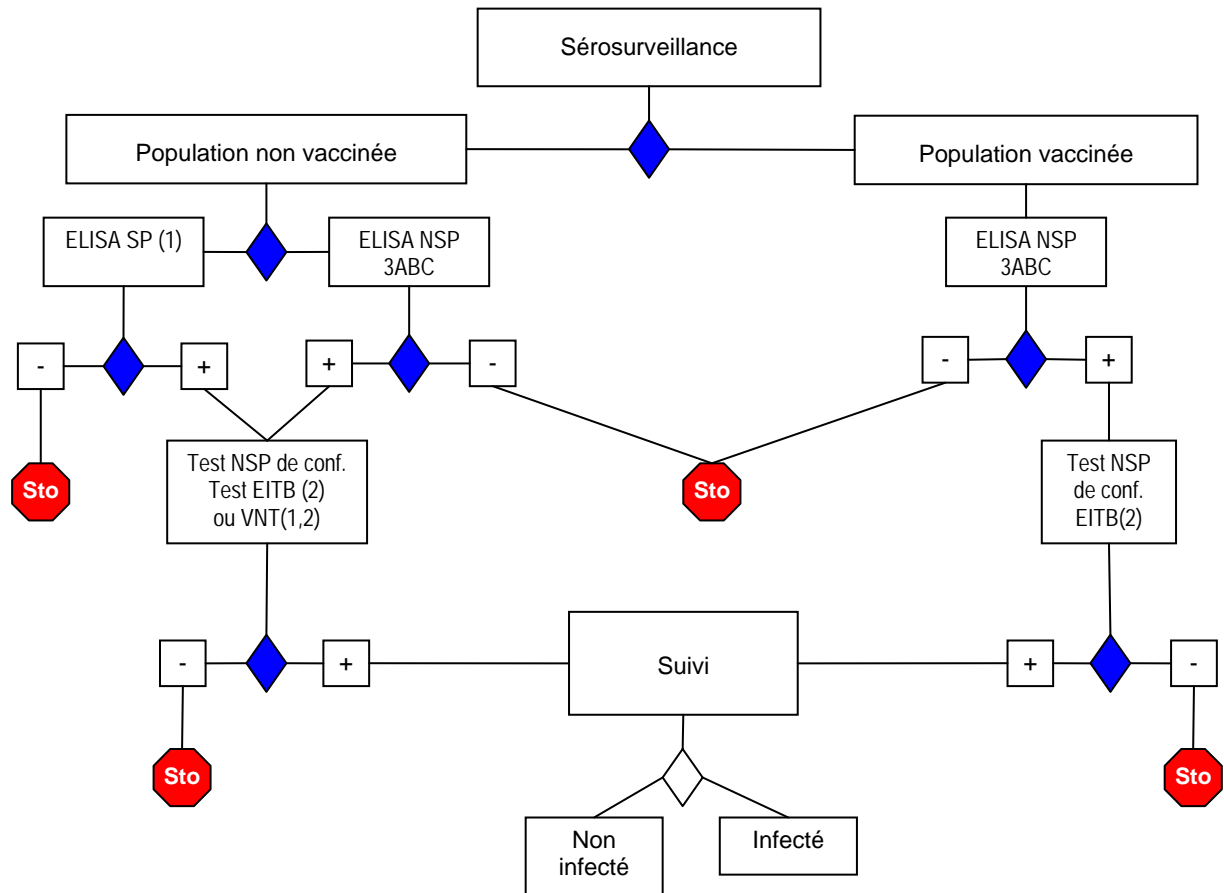 Sérosurveillance
Population non vaccinée
Population vaccinée
ELISA SP (1)
ELISA NSP
3ABC
ELISA NSP
3ABC
-
+
+
-
-
+
Sto
Test NSP de conf.
Test EITB (2)
ou VNT(1,2)
Sto
Test NSP
de conf.
EITB(2)
-
+
Suivi
+
-
Sto
Sto
Non
infecté
Infecté